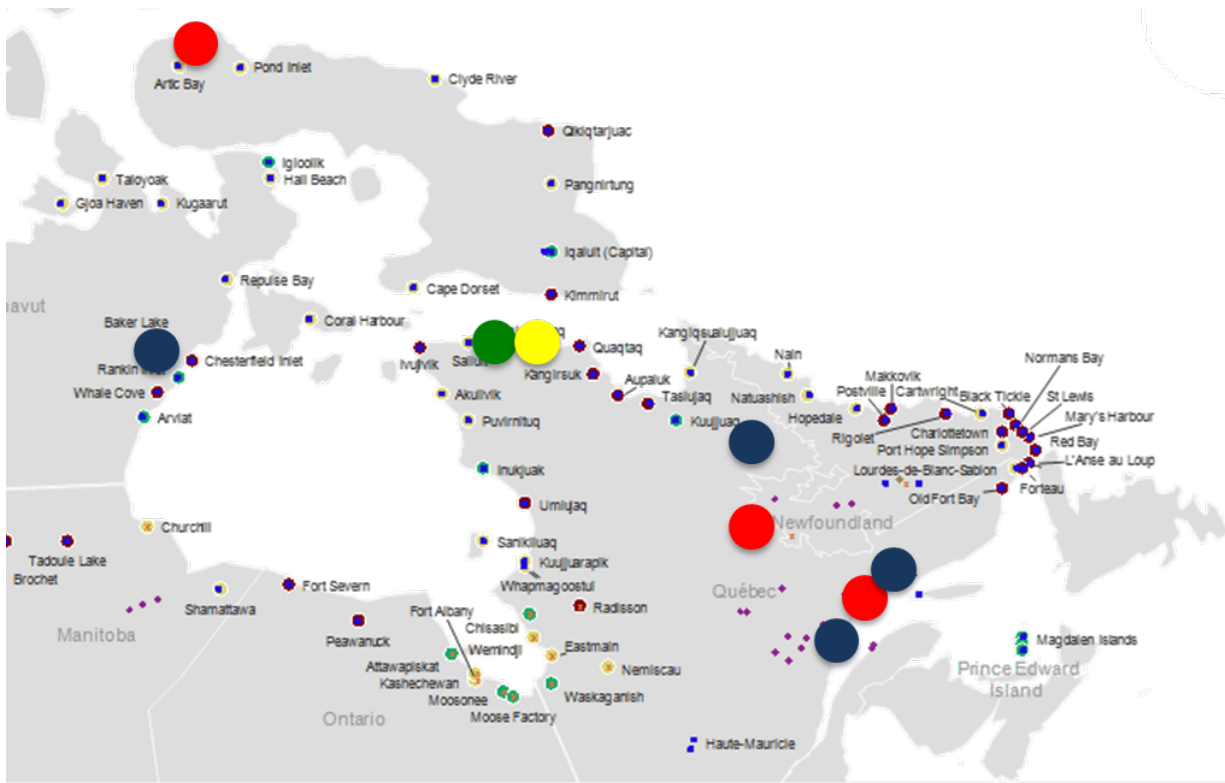 Artic Bay
Pond Inlet
Clyde River
Qikiqtarjuac
Igloolik
Hall Beach
Taloyoak
Pangnirtung
Gjoa Haven
Kugaarut
Iqaluit (Capital)
Repulse Bay
Cape Dorset
Kimmirut
avut
Baker Lake
Coral Harbour
Kangiqsualujjuaq
Chesterfield Inlet
Ivujivik
Quaqtaq
Nain
Normans Bay
Rankin
Kangirsuk
Makkovik
Whale Cove
Akulivik
Aupaluk
Natuashish
Postville
Cartwright
Black Tickle
St Lewis
Tasiujaq
Arviat
Puvirnituq
Kuujjuaq
Hopedale
Rigolet
Charlottetown
Mary's Harbour
Port Hope Simpson
Red Bay
L'Anse au Loup
Inukjuak
Lourdes-de-Blanc-Sablon
Forteau
Old Fort Bay
Umiujaq
Newfoundland
Churchill
Sanikiluaq
Tadoule Lake
Brochet
Kuujjuarapik
Whapmagoostui
Fort Severn
Shamattawa
Québec
Fort Albany
Radisson
Manitoba
Peawanuck
Chisasibi
Wemindji
Eastmain
Magdalen Islands
Attawapiskat
Kashechewan
Nemiscau
Prince Edward
Island
Moosonee
Waskaganish
Moose Factory
Ontario
Haute-Mauricie